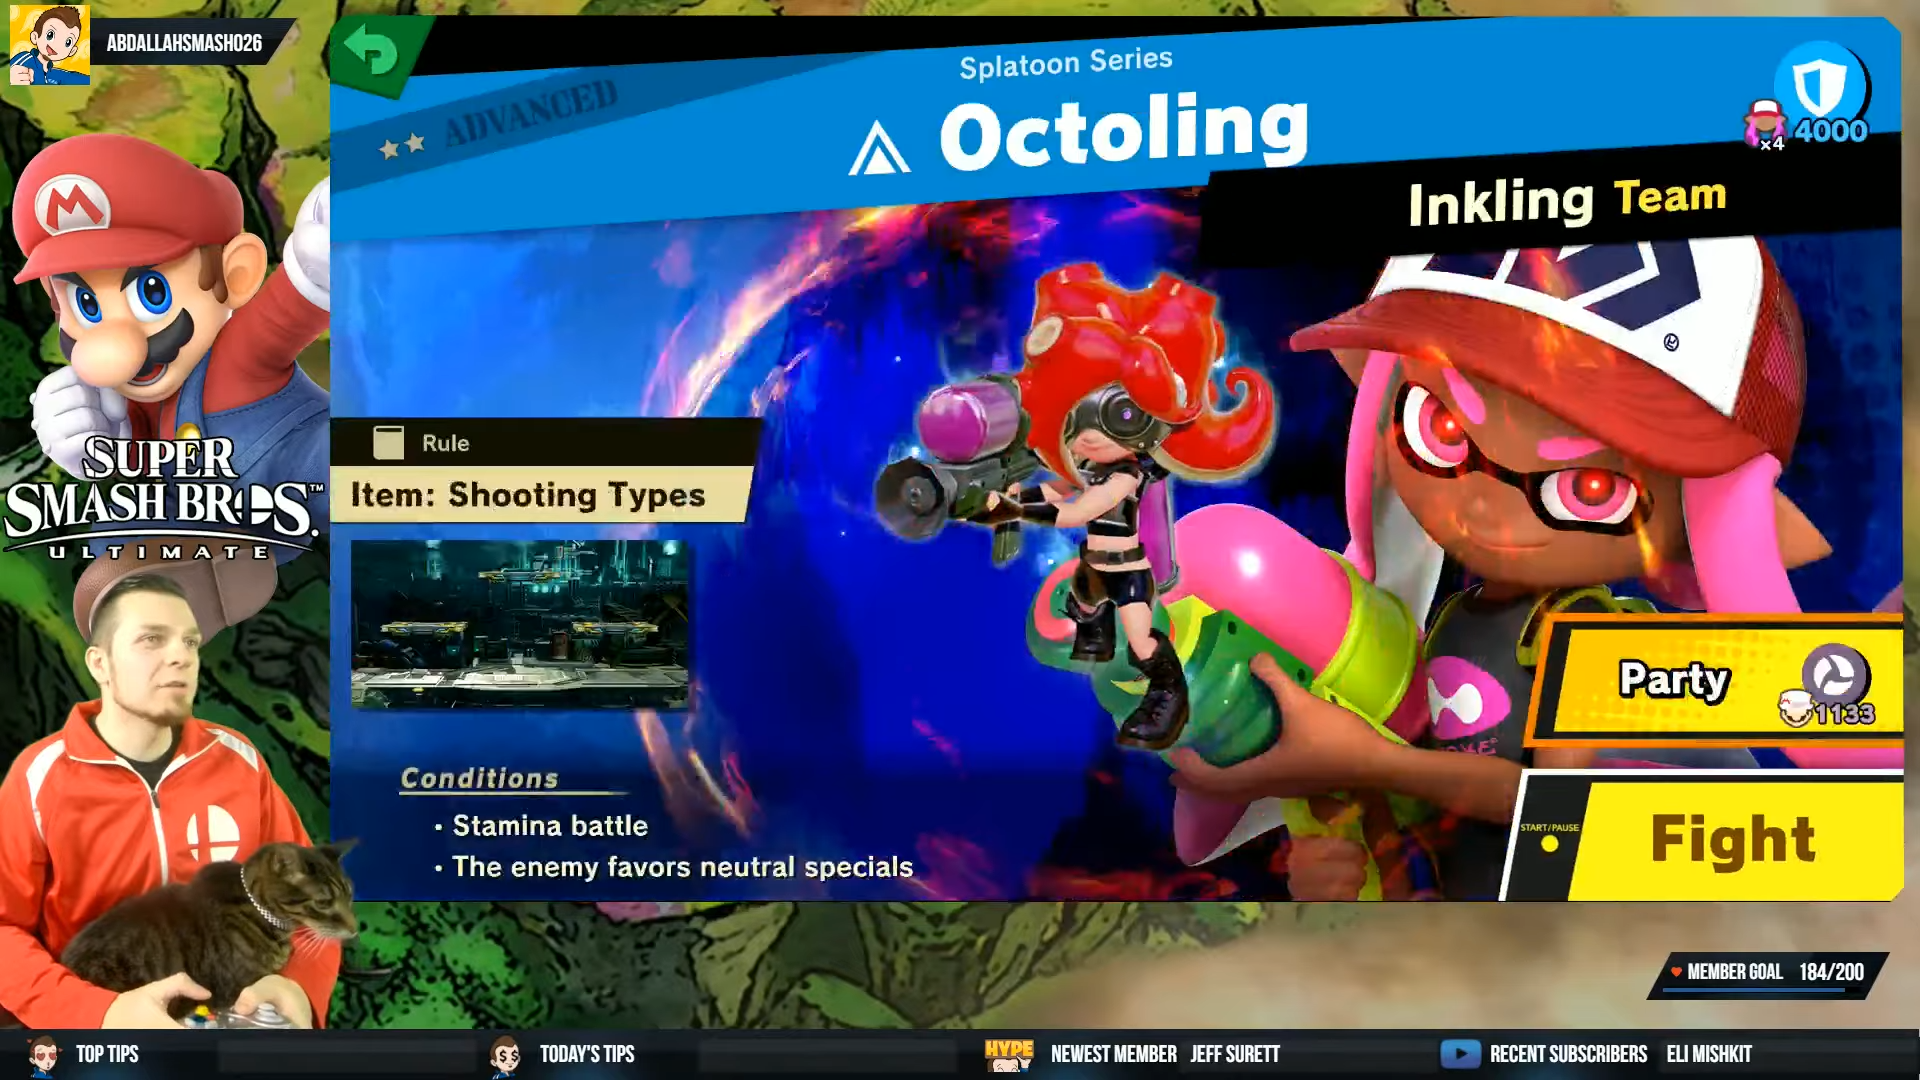 ABDALLAHSMASH026
Splatoon Series
ADVANCED
Octoling
4000
x4
Inkling Team
M
SUPER
SMASH BROS.™
ULTIMATE
Rule
Item: Shooting Types
Conditions
· Stamina battle
· The enemy favors neutral specials
Party
1133
START/PAUSE
Fight
MEMBER GOAL 184/200
TOP TIPS
TODAY'S TIPS
HYPE
NEWEST MEMBER JEFF SURETT
RECENT SUBSCRIBERS ELI MISHKIT